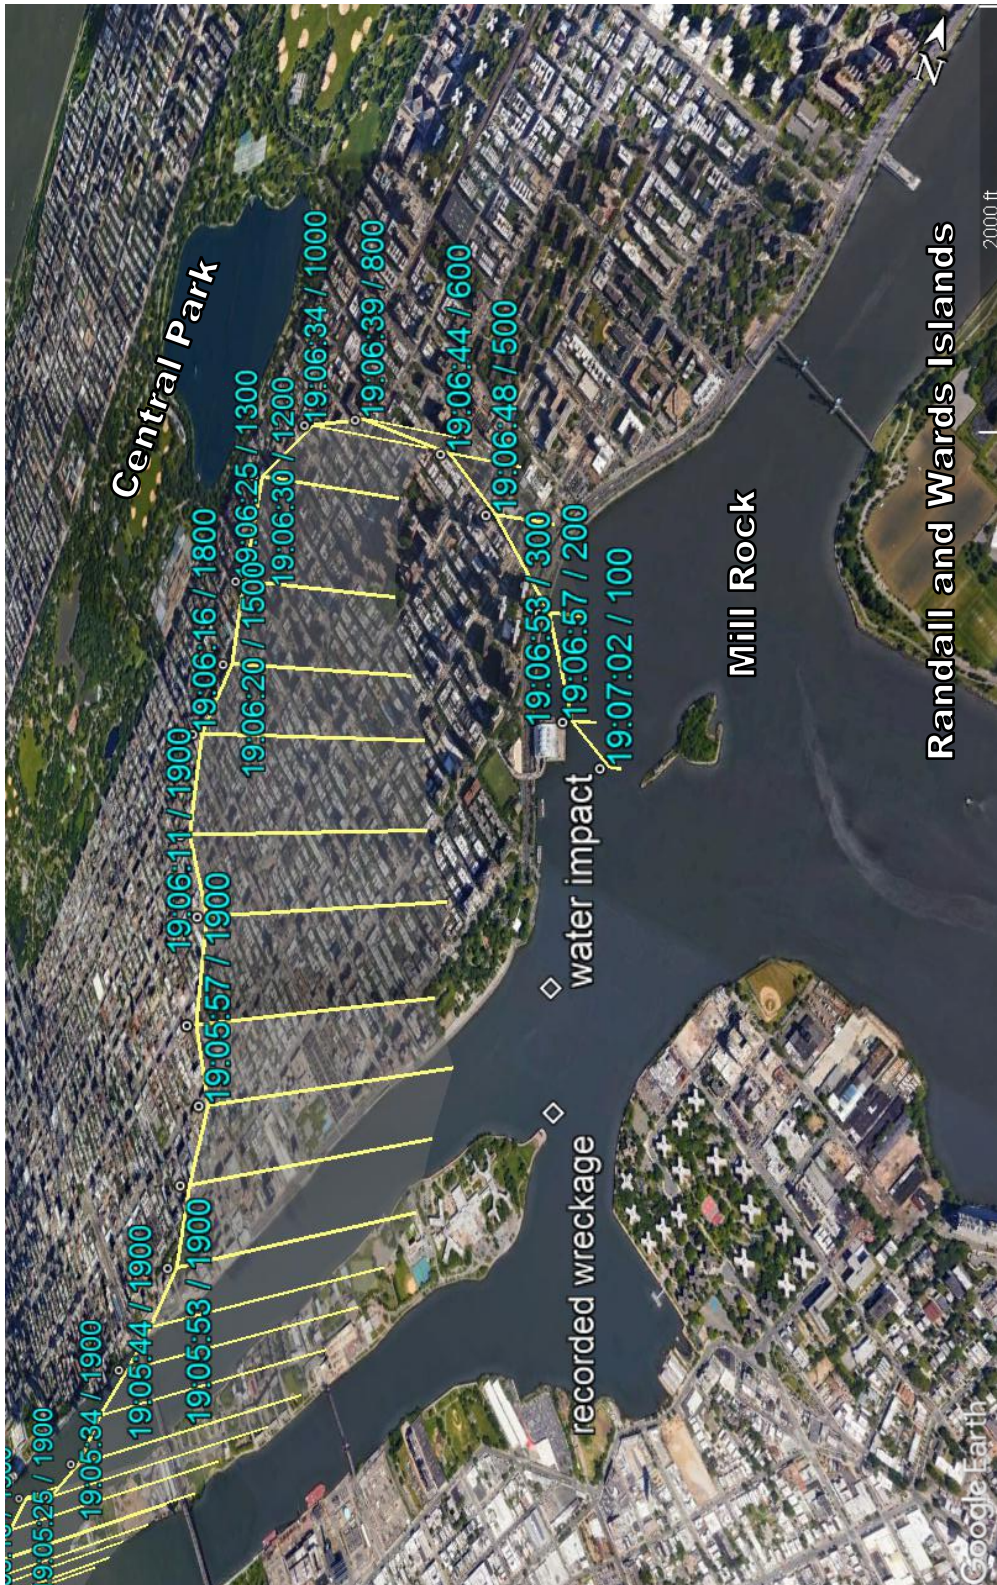 9:05:25 / 1900
19:05:34 / 1900
19:05:44 / 1900
19:05:53 / 1900
Central Park
19:06:11 / 1900
19:06:16 / 1800
19:05:57 / 1900
9:06:25 / 1300
19:06:20 / 1500
19:06:30 / 1200
19:06:34 / 1000
19:06:39 / 800
19:06:44 / 600
19:06:48 / 500
19:06:53 / 300
19:06:57 / 200
19:07:02 / 100
water impact
recorded wreckage
Mill Rock
Randall and Wards Islands
N
Google Earth
2000 ft